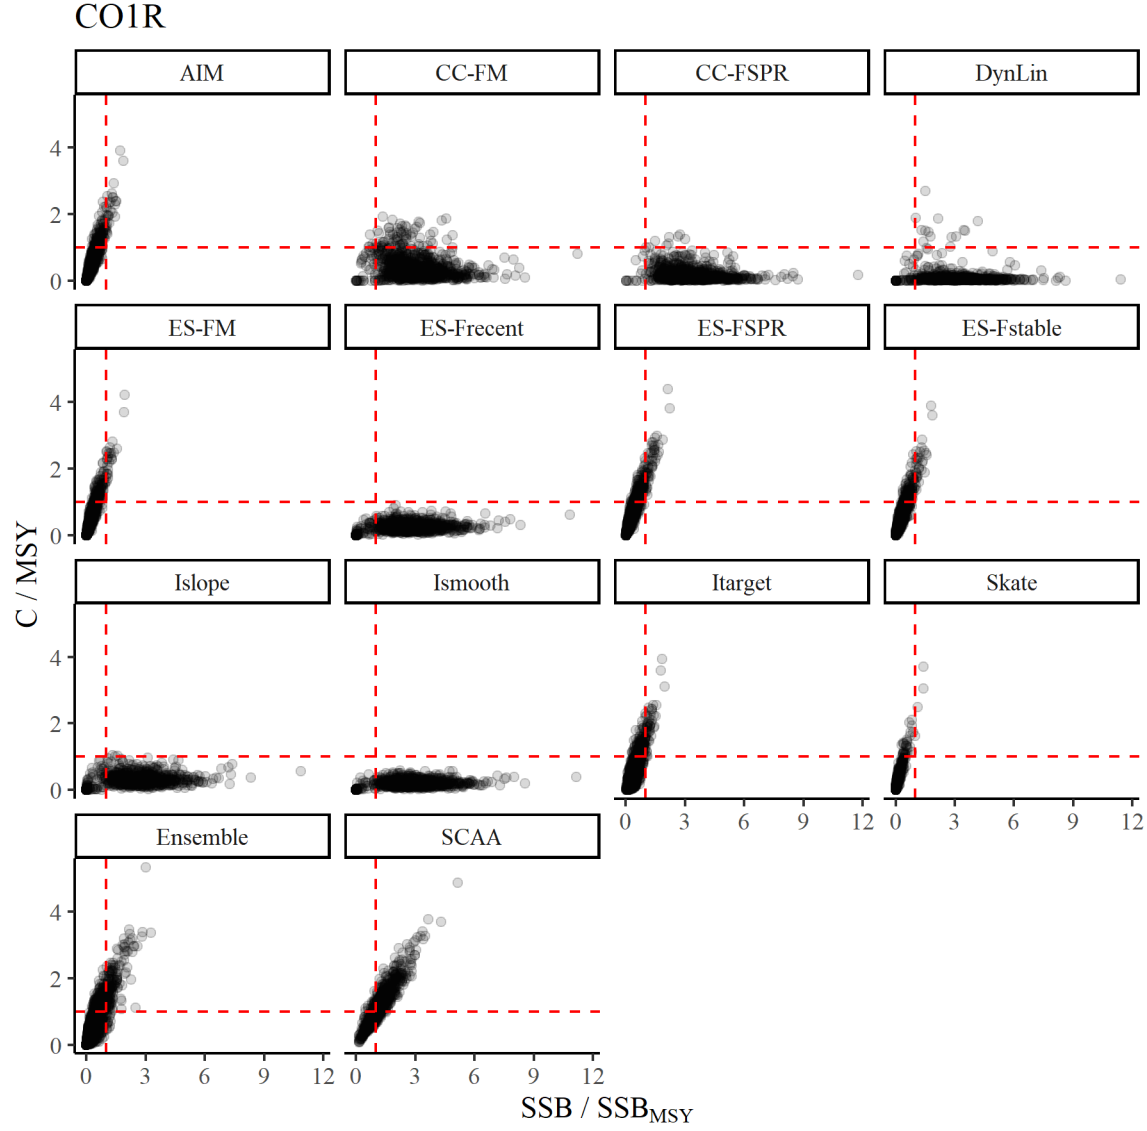 CO1R
AIM CC-FM CC-FSPR DynLin
4
2
0
ES-FM ES-Frecent ES-FSPR ES-Fstable
4
2
0
Islope Ismooth Itarget Skate
4
2
0
0 3 6 9 12 0 3 6 9 12
Ensemble SCAA
4
2
0
0 3 6 9 12 0 3 6 9 12
C / MSY
SSB / SSBMSY